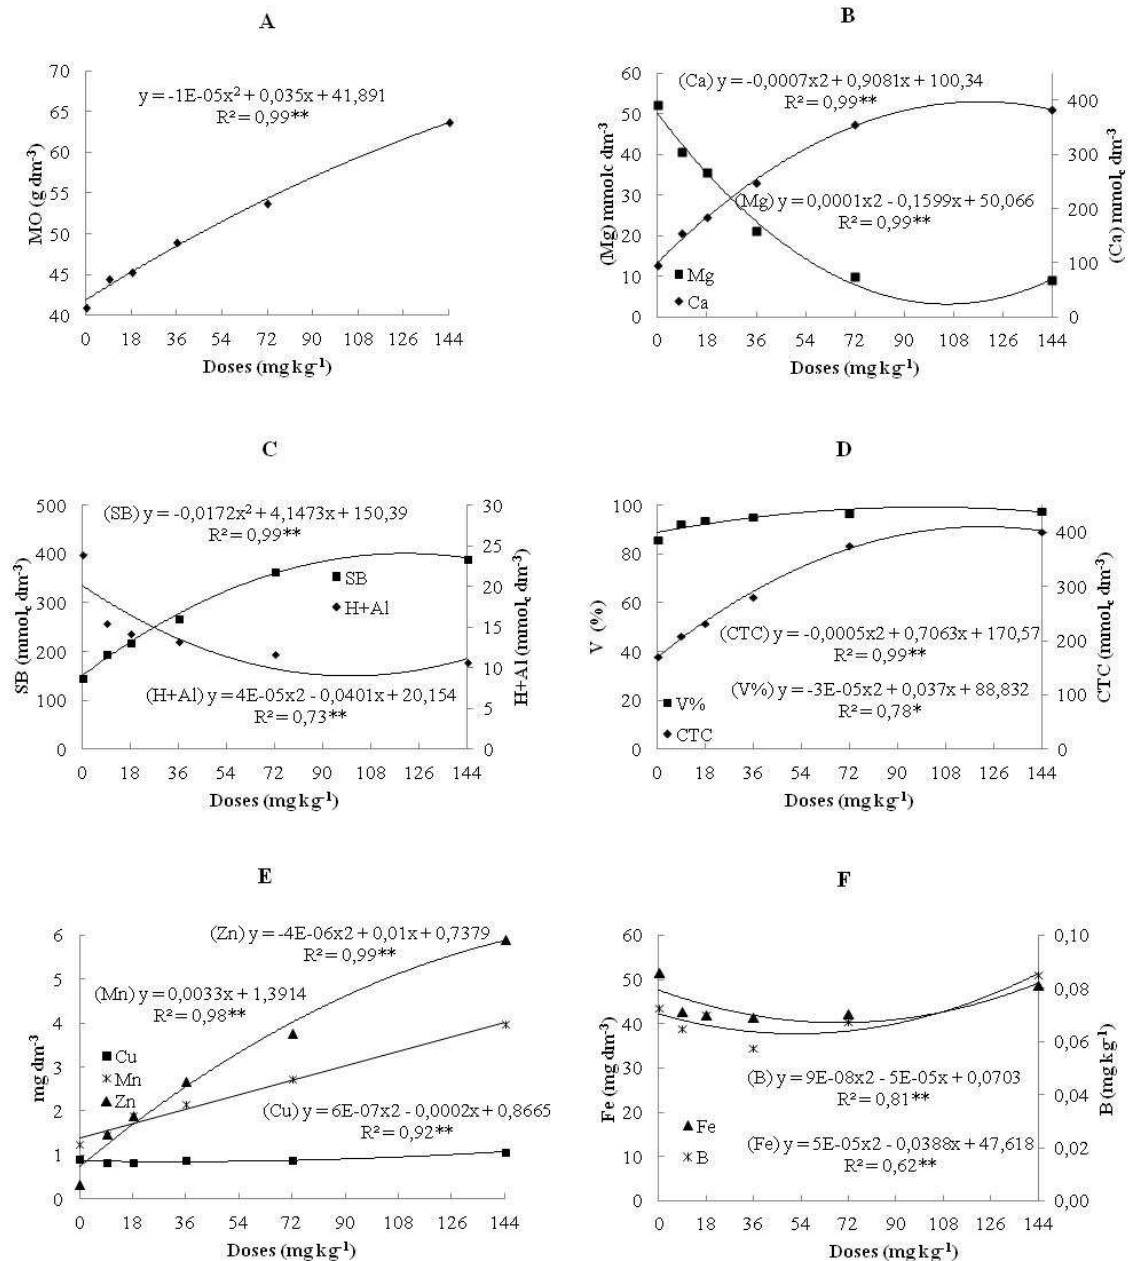 A
y = -1E-05x² + 0,035x + 41,891
R² = 0,99**
MO (g dm⁻³)
70
65
60
55
50
45
40
0 18 36 54 72 90 108 126 144
Doses (mg kg⁻¹)
B
(Ca) y = -0,0007x2 + 0,9081x + 100,34
R² = 0,99**
(Mg) y = 0,0001x2 - 0,1599x + 50,066
R² = 0,99**
(Mg) mmolc dm⁻³
60
50
40
30
20
10
0
Mg
Ca
400
300
200
100
0
(Ca) mmol꜀ dm⁻³
0 18 36 54 72 90 108 126 144
Doses (mg kg⁻¹)
C
(SB) y = -0,0172x² + 4,1473x + 150,39
R² = 0,99**
SB
H+Al
(H+Al) y = 4E-05x2 - 0,0401x + 20,154
R² = 0,73**
SB (mmol꜀ dm⁻³)
500
400
300
200
100
0
30
25
20
15
10
5
0
H+Al (mmol꜀ dm⁻³)
0 18 36 54 72 90 108 126 144
Doses (mg kg⁻¹)
D
(CTC) y = -0,0005x2 + 0,7063x + 170,57
R² = 0,99**
(V%) y = -3E-05x2 + 0,037x + 88,832
R² = 0,78*
V%
CTC
V (%)
100
80
60
40
20
0
400
300
200
100
0
CTC (mmol꜀ dm⁻³)
0 18 36 54 72 90 108 126 144
Doses (mg kg⁻¹)
E
(Zn) y = -4E-06x2 + 0,01x + 0,7379
R² = 0,99**
(Mn) y = 0,0033x + 1,3914
R² = 0,98**
Cu
Mn
Zn
(Cu) y = 6E-07x2 - 0,0002x + 0,8665
R² = 0,92**
mg dm⁻³
6
5
4
3
2
1
0
0 18 36 54 72 90 108 126 144
Doses (mg kg⁻¹)
F
(B) y = 9E-08x2 - 5E-05x + 0,0703
R² = 0,81**
Fe
B
(Fe) y = 5E-05x2 - 0,0388x + 47,618
R² = 0,62**
Fe (mg dm⁻³)
60
50
40
30
20
10
0
0,10
0,08
0,06
0,04
0,02
0,00
B (mg kg⁻¹)
0 18 36 54 72 90 108 126 144
Doses (mg kg⁻¹)